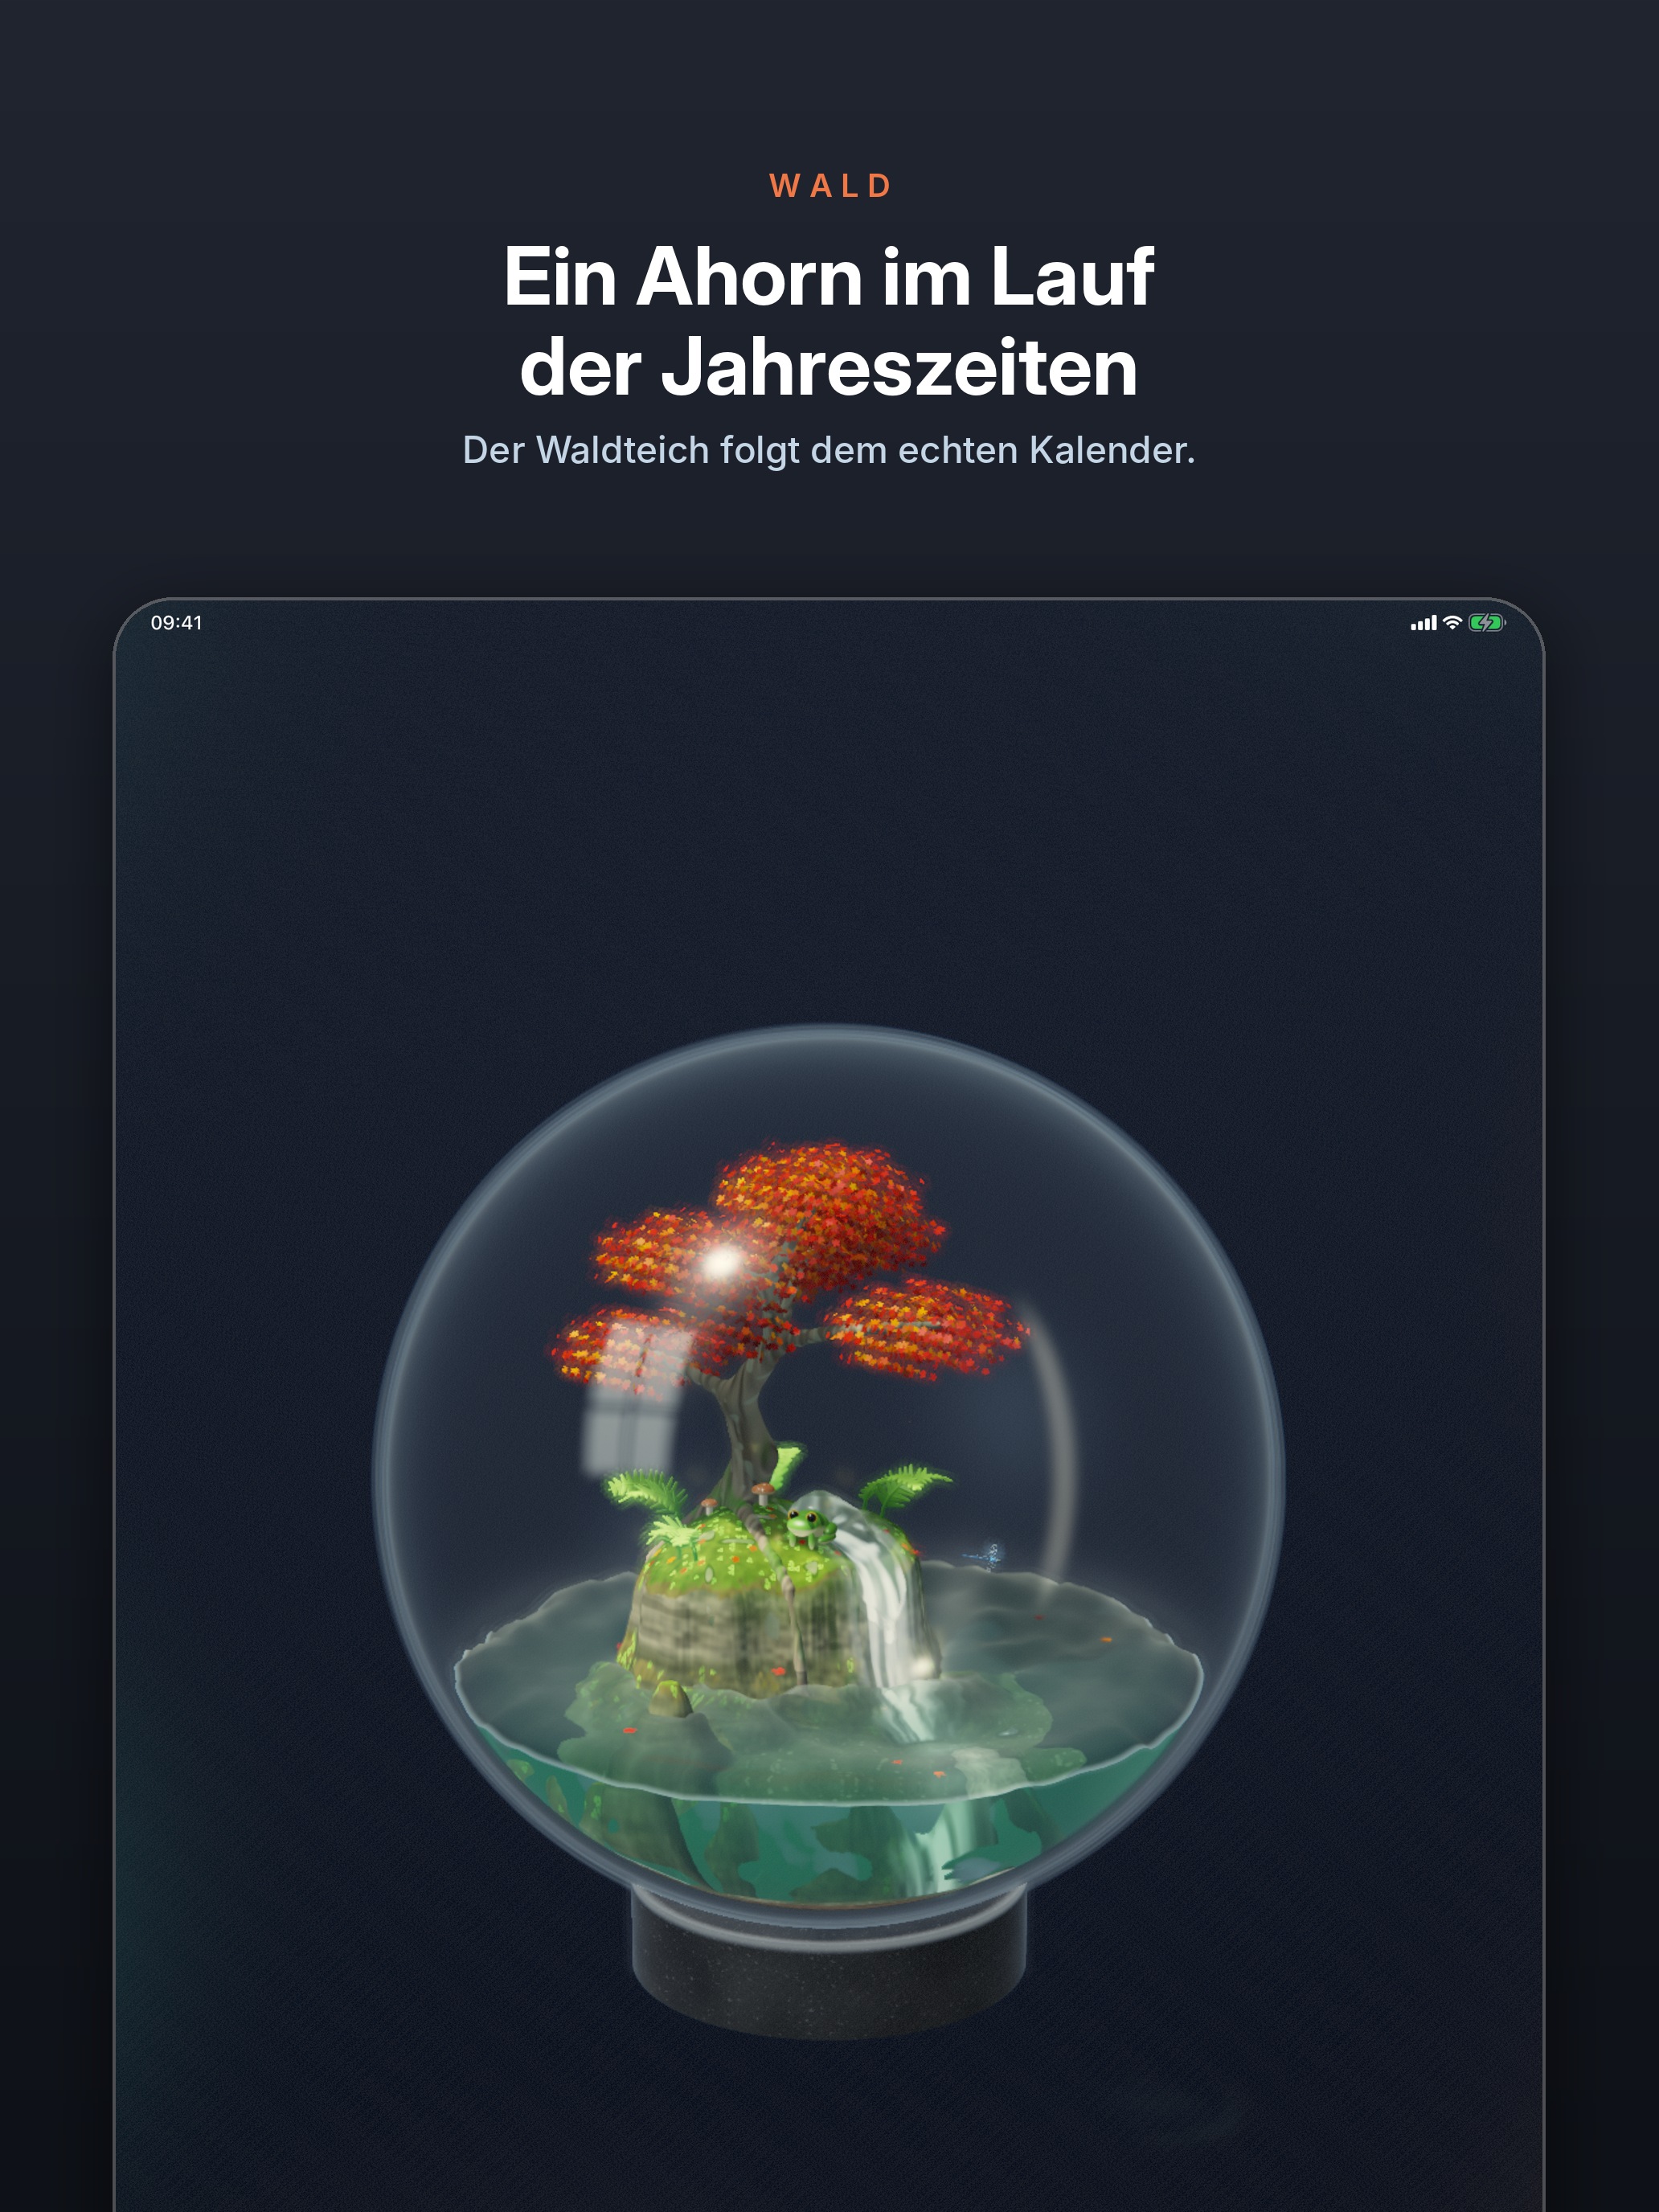 WALD
Ein Ahorn im Lauf
der Jahreszeiten
Der Waldteich folgt dem echten Kalender.
09:41